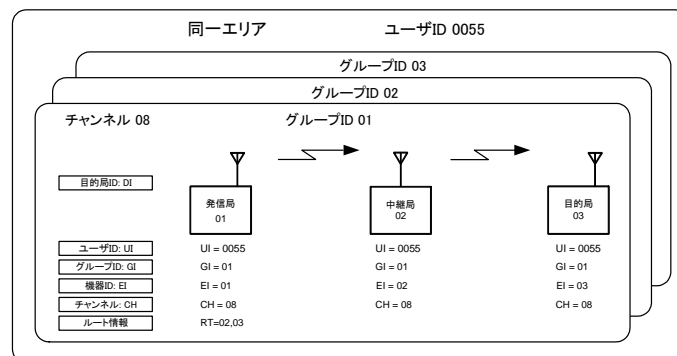 同一エリア ユーザID 0055
グループID 03
グループID 02
チャンネル 08 グループID 01
目的局ID: DI
発信局 中継局 目的局
01 02 03
ユーザID: UI UI = 0055 UI = 0055 UI = 0055
グループID: GI GI = 01 GI = 01 GI = 01
機器ID: EI EI = 01 EI = 02 EI = 03
チャンネル: CH CH = 08 CH = 08 CH = 08
ルート情報 RT=02,03